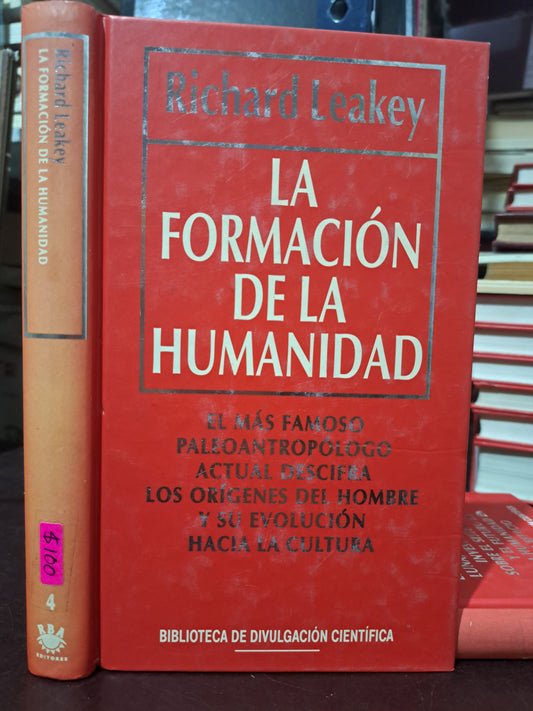 Richard Leakey
LA FORMACIÓN DE LA HUMANIDAD
$100
4
RBA
EDITORES
Richard Leakey
LA
FORMACIÓN
DE LA
HUMANIDAD
EL MÁS FAMOSO
PALEOANTROPÓLOGO
ACTUAL DESCIFRA
LOS ORÍGENES DEL HOMBRE
Y SU EVOLUCIÓN
HACIA LA CULTURA
BIBLIOTECA DE DIVULGACIÓN CIENTÍFICA